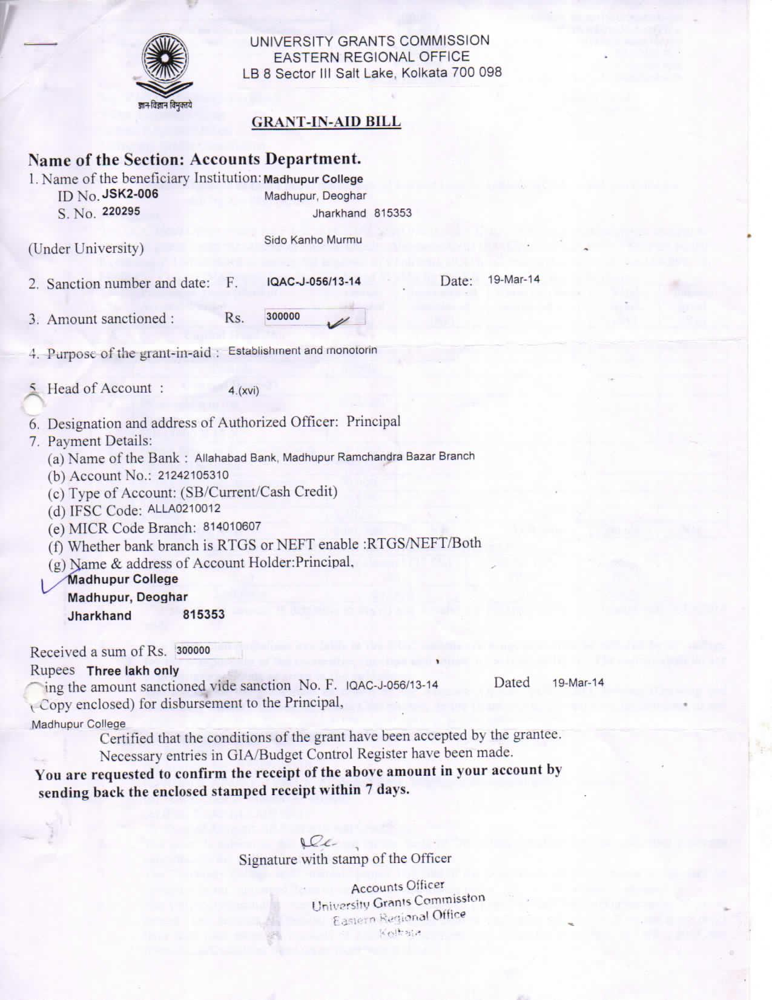 UNIVERSITY GRANTS COMMISSION
EASTERN REGIONAL OFFICE
LB 8 Sector III Salt Lake, Kolkata 700 098
ज्ञान-विज्ञान विमुक्तये
GRANT-IN-AID BILL
Name of the Section: Accounts Department.
1. Name of the beneficiary Institution: Madhupur College
ID No. JSK2-006 Madhupur, Deoghar
S. No. 220295 Jharkhand 815353
Sido Kanho Murmu
(Under University)
2. Sanction number and date: F. IQAC-J-056/13-14 Date: 19-Mar-14
3. Amount sanctioned : Rs. 300000
4. Purpose of the grant-in-aid : Establishment and monotorin
5. Head of Account : 4.(xvi)
6. Designation and address of Authorized Officer: Principal
7. Payment Details:
(a) Name of the Bank : Allahabad Bank, Madhupur Ramchandra Bazar Branch
(b) Account No.: 21242105310
(c) Type of Account: (SB/Current/Cash Credit)
(d) IFSC Code: ALLA0210012
(e) MICR Code Branch: 814010607
(f) Whether bank branch is RTGS or NEFT enable :RTGS/NEFT/Both
(g) Name & address of Account Holder:Principal,
Madhupur College
Madhupur, Deoghar
Jharkhand 815353
Received a sum of Rs. 300000
Rupees Three lakh only
ing the amount sanctioned vide sanction No. F. IQAC-J-056/13-14 Dated 19-Mar-14
( Copy enclosed) for disbursement to the Principal,
Madhupur College
Certified that the conditions of the grant have been accepted by the grantee.
Necessary entries in GIA/Budget Control Register have been made.
You are requested to confirm the receipt of the above amount in your account by
sending back the enclosed stamped receipt within 7 days.
Signature with stamp of the Officer
Accounts Officer
University Grants Commission
Eastern Regional Office
Kolkata